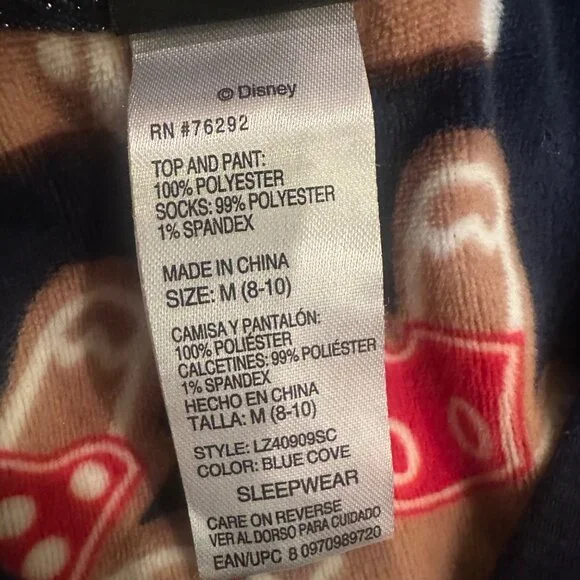 © Disney
RN #76292
TOP AND PANT:
100% POLYESTER
SOCKS: 99% POLYESTER
1% SPANDEX
MADE IN CHINA
SIZE: M (8-10)
CAMISA Y PANTALÓN:
100% POLIÉSTER
CALCETINES: 99% POLIÉSTER
1% SPANDEX
HECHO EN CHINA
TALLA: M (8-10)
STYLE: LZ40909SC
COLOR: BLUE COVE
SLEEPWEAR
CARE ON REVERSE
VER AL DORSO PARA CUIDADO
EAN/UPC 8 0970989720